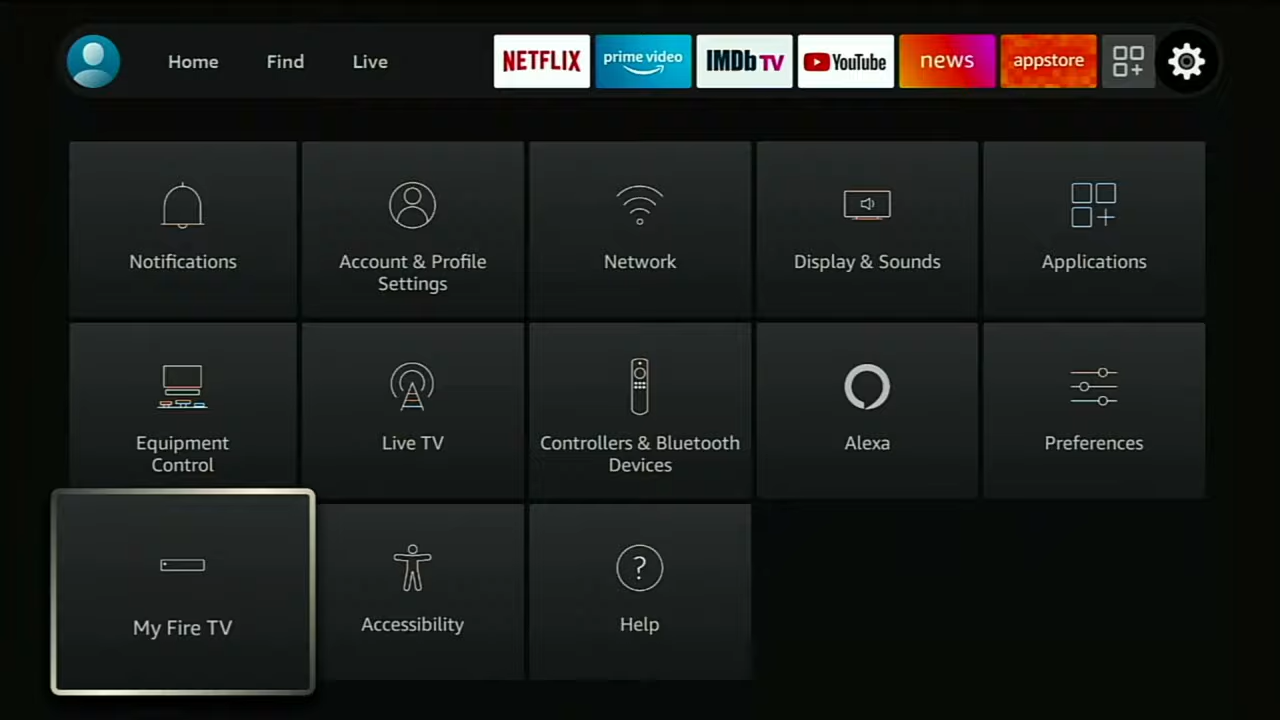 Home
Find
Live
NETFLIX
prime video
IMDb TV
YouTube
news
appstore
Notifications
Account & Profile
Settings
Network
Display & Sounds
Applications
Equipment
Control
Live TV
Controllers & Bluetooth
Devices
Alexa
Preferences
My Fire TV
Accessibility
?
Help